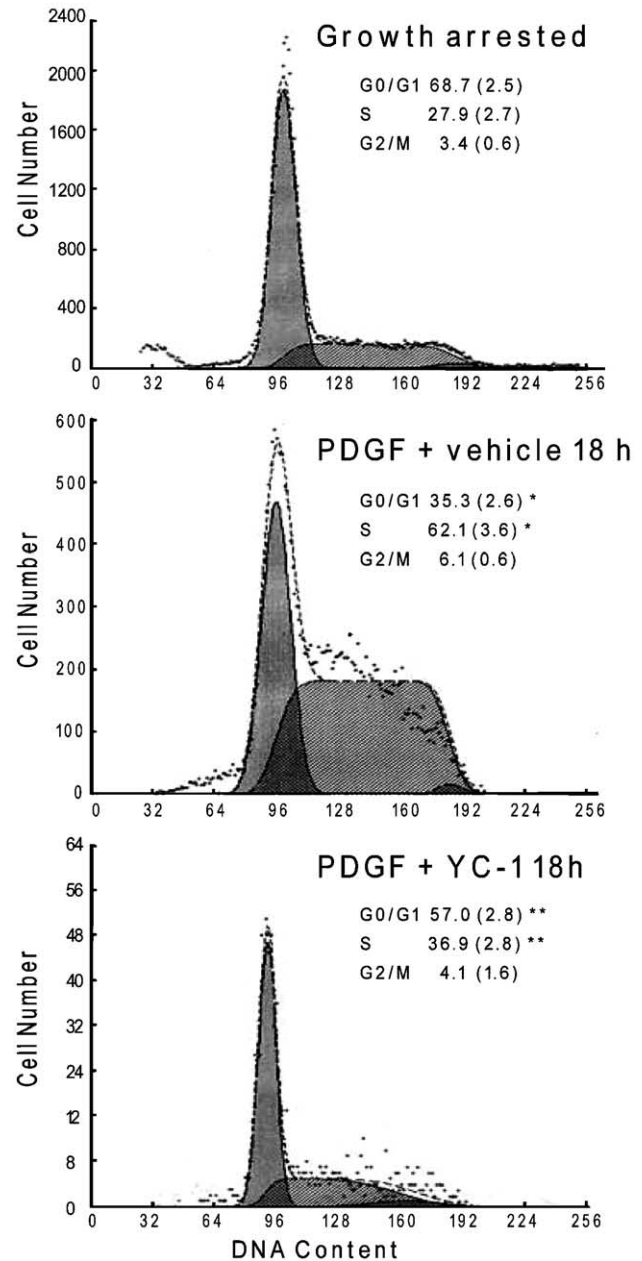 Growth arrested
G0/G1 68.7 (2.5)
S 27.9 (2.7)
G2/M 3.4 (0.6)
Cell Number
2400
2000
1600
1200
800
400
0
0 32 64 96 128 160 192 224 256
PDGF + vehicle 18 h
G0/G1 35.3 (2.6) *
S 62.1 (3.6) *
G2/M 6.1 (0.6)
Cell Number
600
500
400
300
200
100
0
0 32 64 96 128 160 192 224 256
PDGF + YC-1 18h
G0/G1 57.0 (2.8) **
S 36.9 (2.8) **
G2/M 4.1 (1.6)
Cell Number
64
56
48
40
32
24
12
8
0
0 32 64 96 128 160 192 224 256
DNA Content